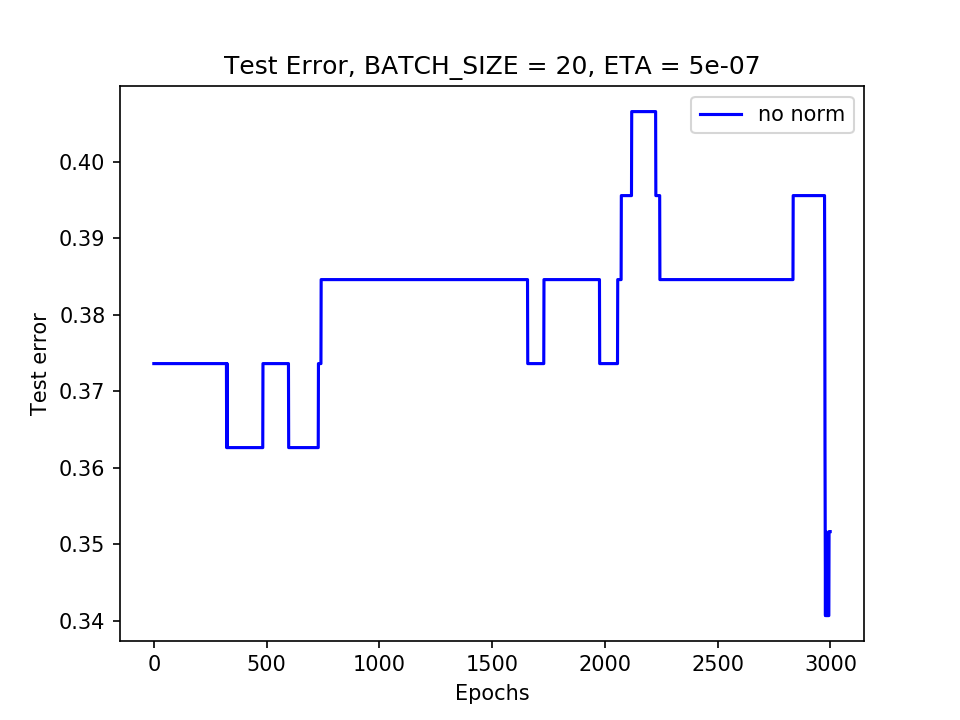 Test Error, BATCH_SIZE = 20, ETA = 5e-07
no norm
0.40
0.39
0.38
0.37
0.36
0.35
0.34
Test error
0 500 1000 1500 2000 2500 3000
Epochs